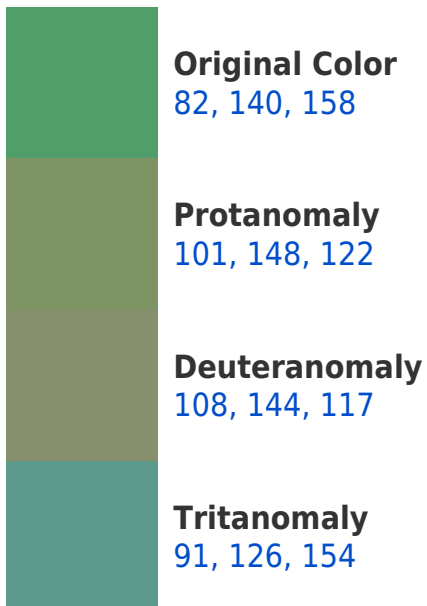 Original Color
82, 140, 158
Protanomaly
101, 148, 122
Deuteranomaly
108, 144, 117
Tritanomaly
91, 126, 154